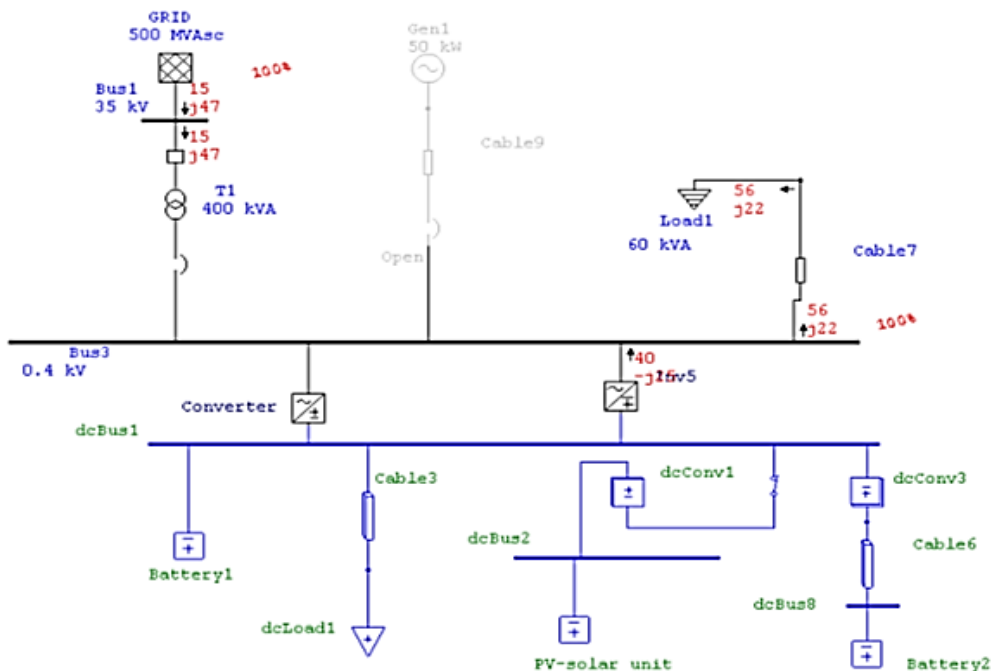 GRID
500 MVAsc
100%
Bus1
35 kV
15
j47
15
j47
T1
400 kVA
Gen1
50 kW
Cable9
Open
56
j22
Load1
60 kVA
Cable7
56
j22
100%
Bus3
0.4 kV
40
Inv5
Converter
dcBus1
Cable3
dcConv1
dcConv3
dcBus2
Cable6
Battery1
dcBus8
dcLoad1
PV-solar unit
Battery2